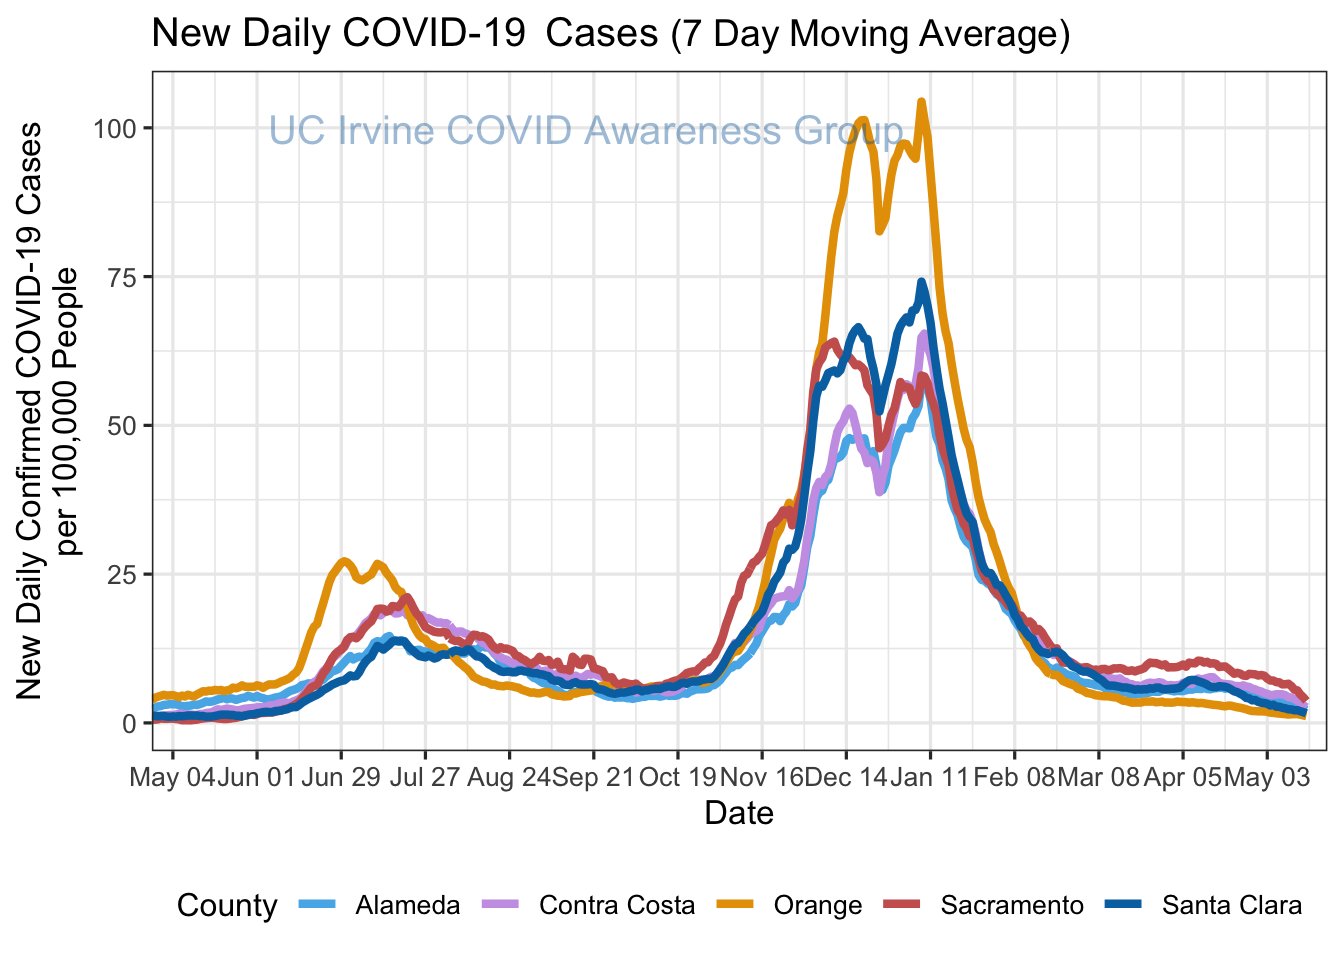 New Daily COVID-19 Cases (7 Day Moving Average)
UC Irvine COVID Awareness Group
New Daily Confirmed COVID-19 Cases
per 100,000 People
100
75
50
25
0
May 04 Jun 01 Jun 29 Jul 27 Aug 24 Sep 21 Oct 19 Nov 16 Dec 14 Jan 11 Feb 08 Mar 08 Apr 05 May 03
Date
County Alameda Contra Costa Orange Sacramento Santa Clara